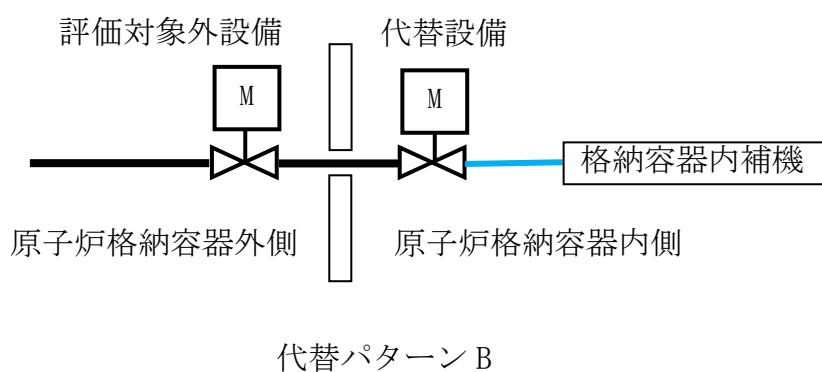 評価対象外設備
代替設備
M
M
格納容器内補機
原子炉格納容器外側
原子炉格納容器内側
代替パターン B